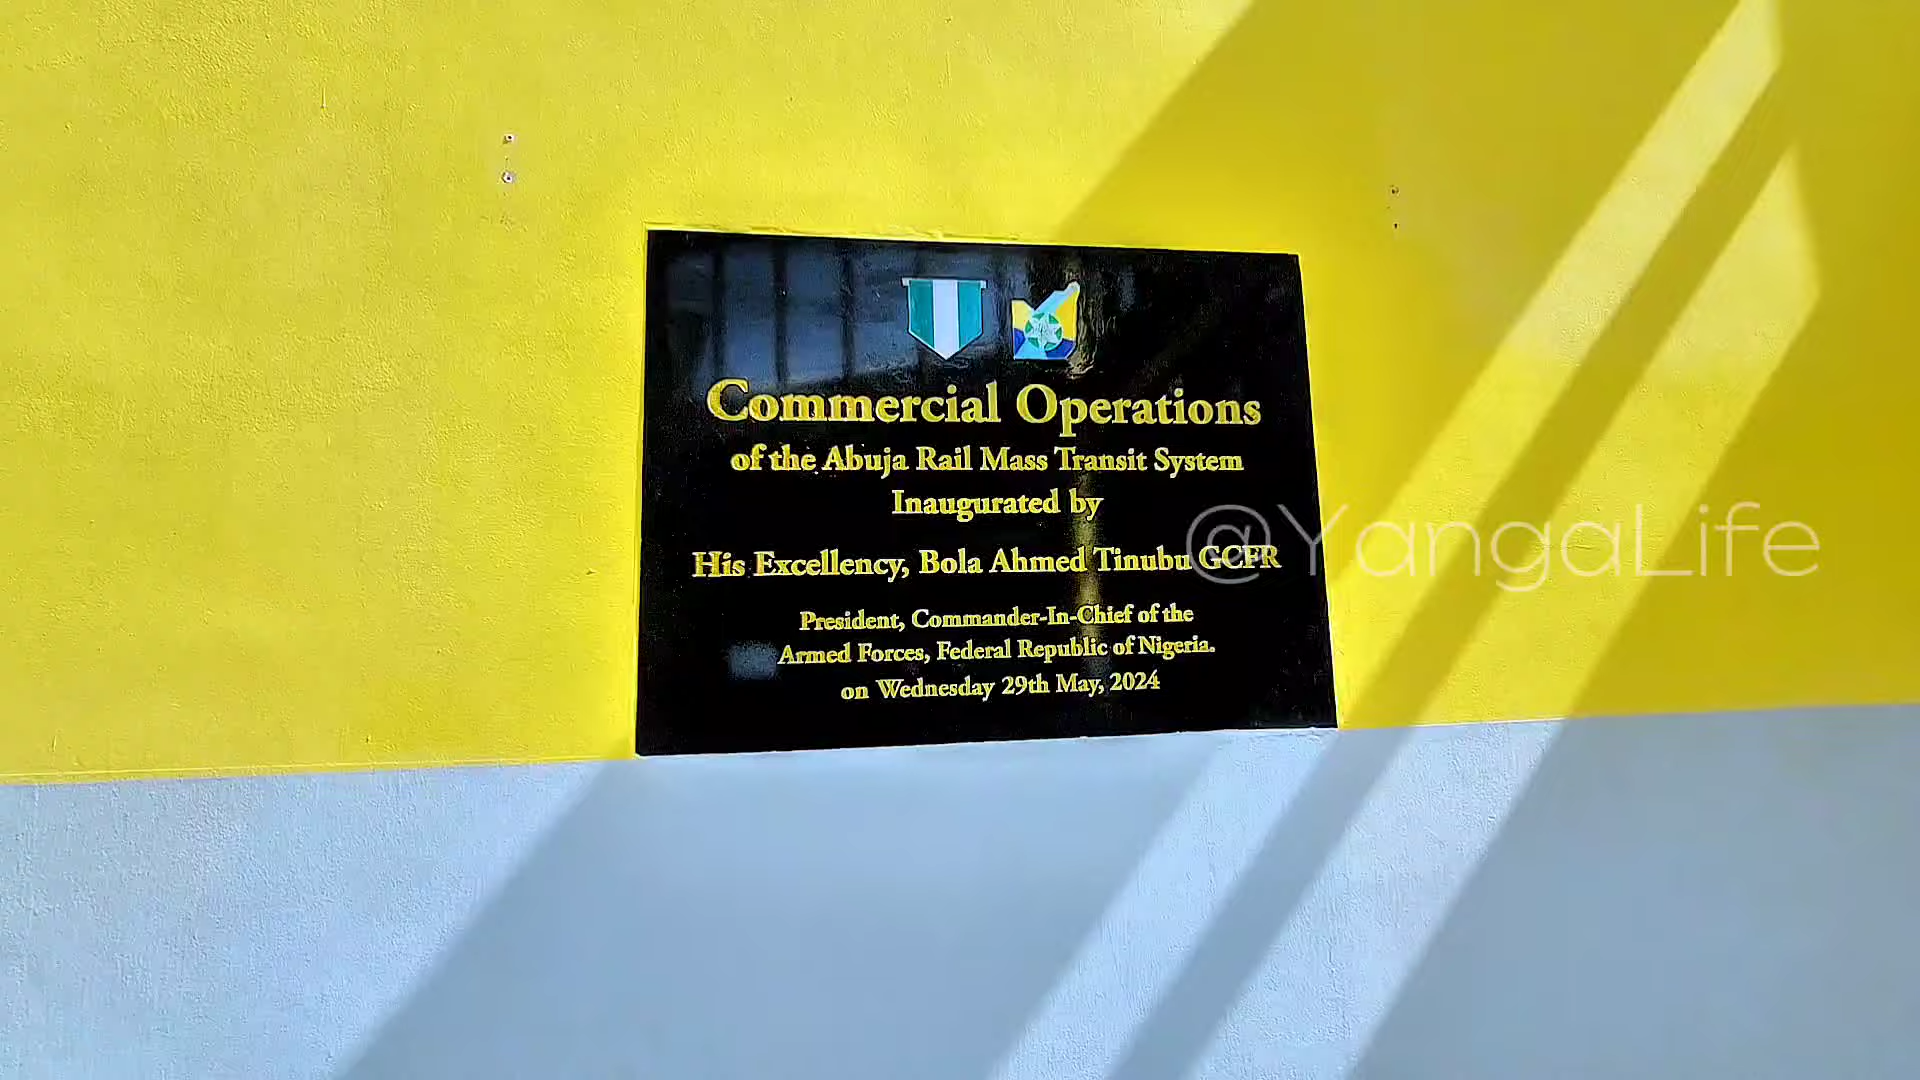 Commercial Operations
of the Abuja Rail Mass Transit System
Inaugurated by
His Excellency, Bola Ahmed Tinubu GCFR
@YangaLife
President, Commander-In-Chief of the
Armed Forces, Federal Republic of Nigeria.
on Wednesday 29th May, 2024